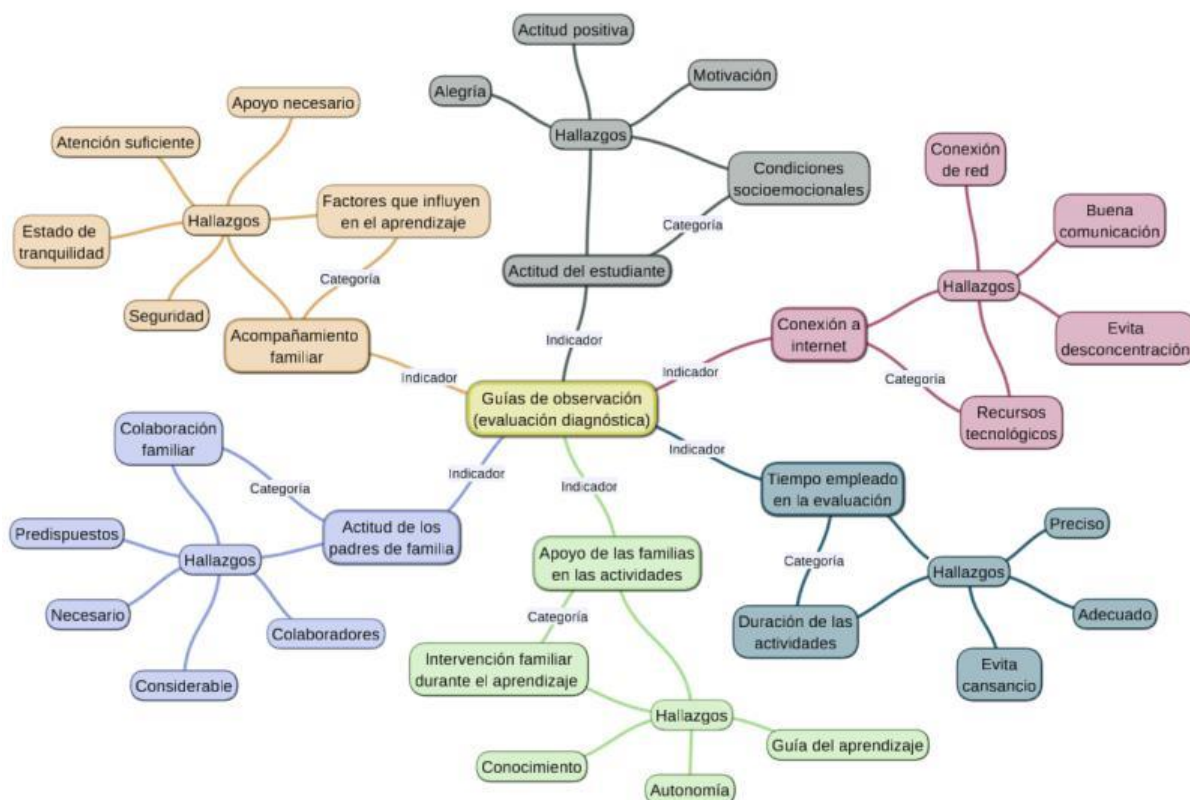 Actitud positiva
Motivación
Alegría
Hallazgos
Condiciones
socioemocionales
Categoría
Actitud del estudiante
Indicador
Apoyo necesario
Atención suficiente
Factores que influyen
en el aprendizaje
Hallazgos
Estado de
tranquilidad
Categoría
Seguridad
Acompañamiento
familiar
Indicador
Conexión
de red
Buena
comunicación
Hallazgos
Conexión a
internet
Evita
desconcentración
Categoría
Indicador
Recursos
tecnológicos
Guías de observación
(evaluación diagnóstica)
Colaboración
familiar
Indicador
Categoría
Predispuestos
Actitud de los
padres de familia
Hallazgos
Necesario
Colaboradores
Considerable
Indicador
Apoyo de las familias
en las actividades
Categoría
Intervención familiar
durante el aprendizaje
Hallazgos
Guía del aprendizaje
Conocimiento
Autonomía
Indicador
Tiempo empleado
en la evaluación
Preciso
Categoría
Hallazgos
Duración de las
actividades
Adecuado
Evita
cansancio